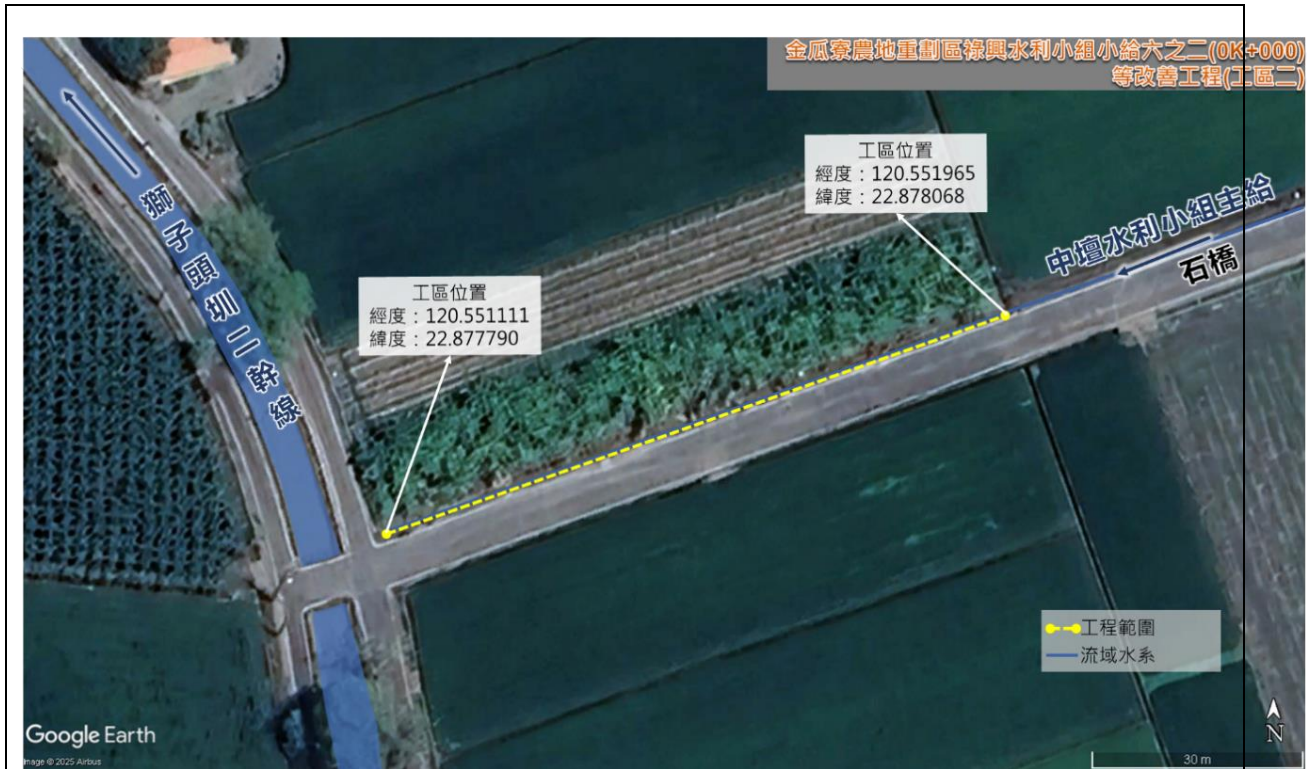 金瓜寮農地重劃區祿興水利小組小給六之二(0K+000)
等改善工程(工區二)
工區位置
經度：120.551965
緯度：22.878068
中壇水利小組主給
石橋
獅子頭圳二幹線
工區位置
經度：120.551111
緯度：22.877790
工程範圍
流域水系
Google Earth
Image © 2025 Airbus
N
30 m